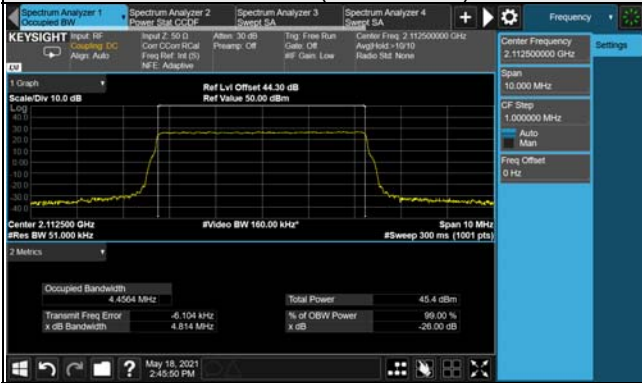 Spectrum Analyzer 1
Occupied BW
Spectrum Analyzer 2
Power Stat CCDF
Spectrum Analyzer 3
Swept SA
Spectrum Analyzer 4
Swept SA
Frequency
KEYSIGHT
Input: RF
Coupling: DC
Align: Auto
Input Z: 50 Ω
Corr CCorr RCal
Freq Ref: Int (S)
NFE: Adaptive
Atten: 30 dB
Preamp: Off
Trig: Free Run
Gate: Off
#IF Gain: Low
Center Freq: 2.112500000 GHz
Avg|Hold:>10/10
Radio Std: None
LXI
Center Frequency
2.112500000 GHz
Settings
Span
10.000 MHz
CF Step
1.000000 MHz
Auto
Man
Freq Offset
0 Hz
1 Graph
Scale/Div 10.0 dB
Ref Lvl Offset 44.30 dB
Ref Value 50.00 dBm
Log
40.0
30.0
20.0
10.0
0.00
-10.0
-20.0
-30.0
-40.0
Center 2.112500 GHz
#Res BW 51.000 kHz
#Video BW 160.00 kHz*
Span 10 MHz
#Sweep 300 ms (1001 pts)
2 Metrics
Occupied Bandwidth
4.4564 MHz
Total Power
45.4 dBm
Transmit Freq Error
-6.104 kHz
% of OBW Power
99.00 %
x dB Bandwidth
4.814 MHz
x dB
-26.00 dB
?
May 18, 2021
2:45:50 PM